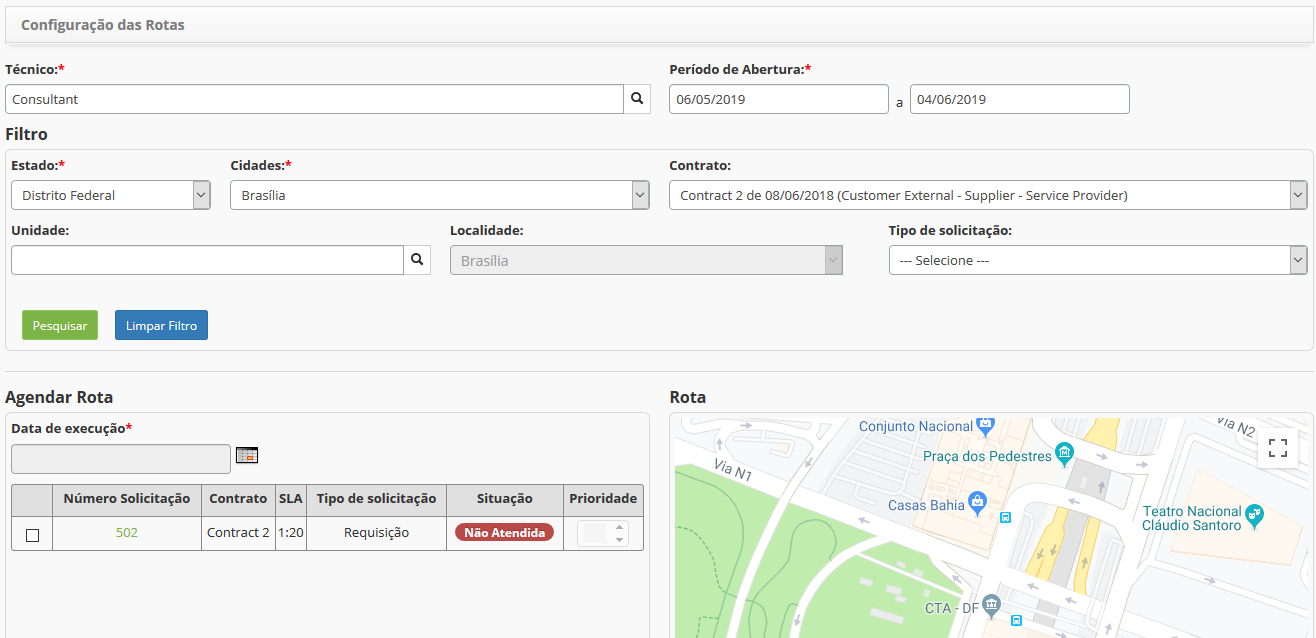 Configuração das Rotas
Técnico:*
Período de Abertura:*
Consultant
06/05/2019 a 04/06/2019
Filtro
Estado:* Cidades:* Contrato:
Distrito Federal Brasília Contract 2 de 08/06/2018 (Customer External - Supplier - Service Provider)
Unidade: Localidade: Tipo de solicitação:
Brasília --- Selecione ---
Pesquisar Limpar Filtro
Agendar Rota
Data de execução*
Número Solicitação Contrato SLA Tipo de solicitação Situação Prioridade
502 Contract 2 1:20 Requisição Não Atendida
Rota
Conjunto Nacional
Via N2
Praça dos Pedestres
Via N1
Casas Bahia
Teatro Nacional
Cláudio Santoro
CTA - DF